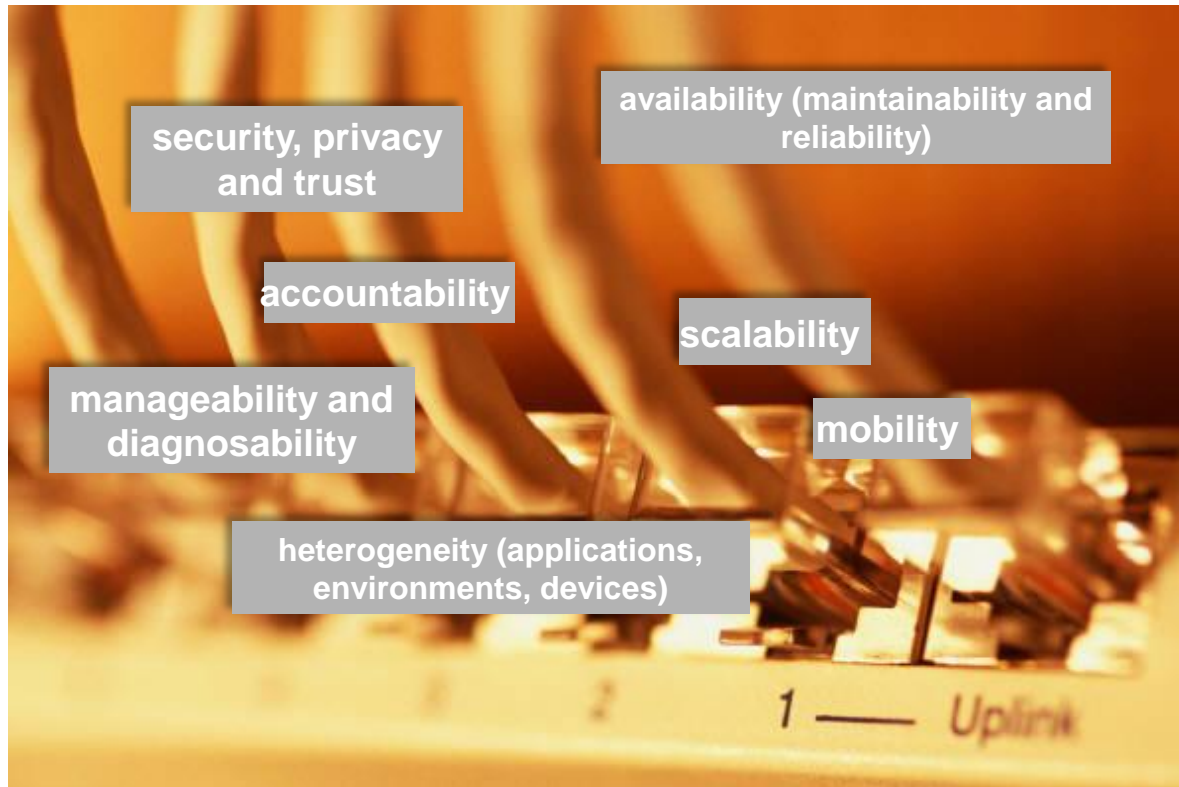 availability (maintainability and
reliability)
security, privacy
and trust
accountability
scalability
manageability and
diagnosability
mobility
heterogeneity (applications,
environments, devices)
2
1
Uplink